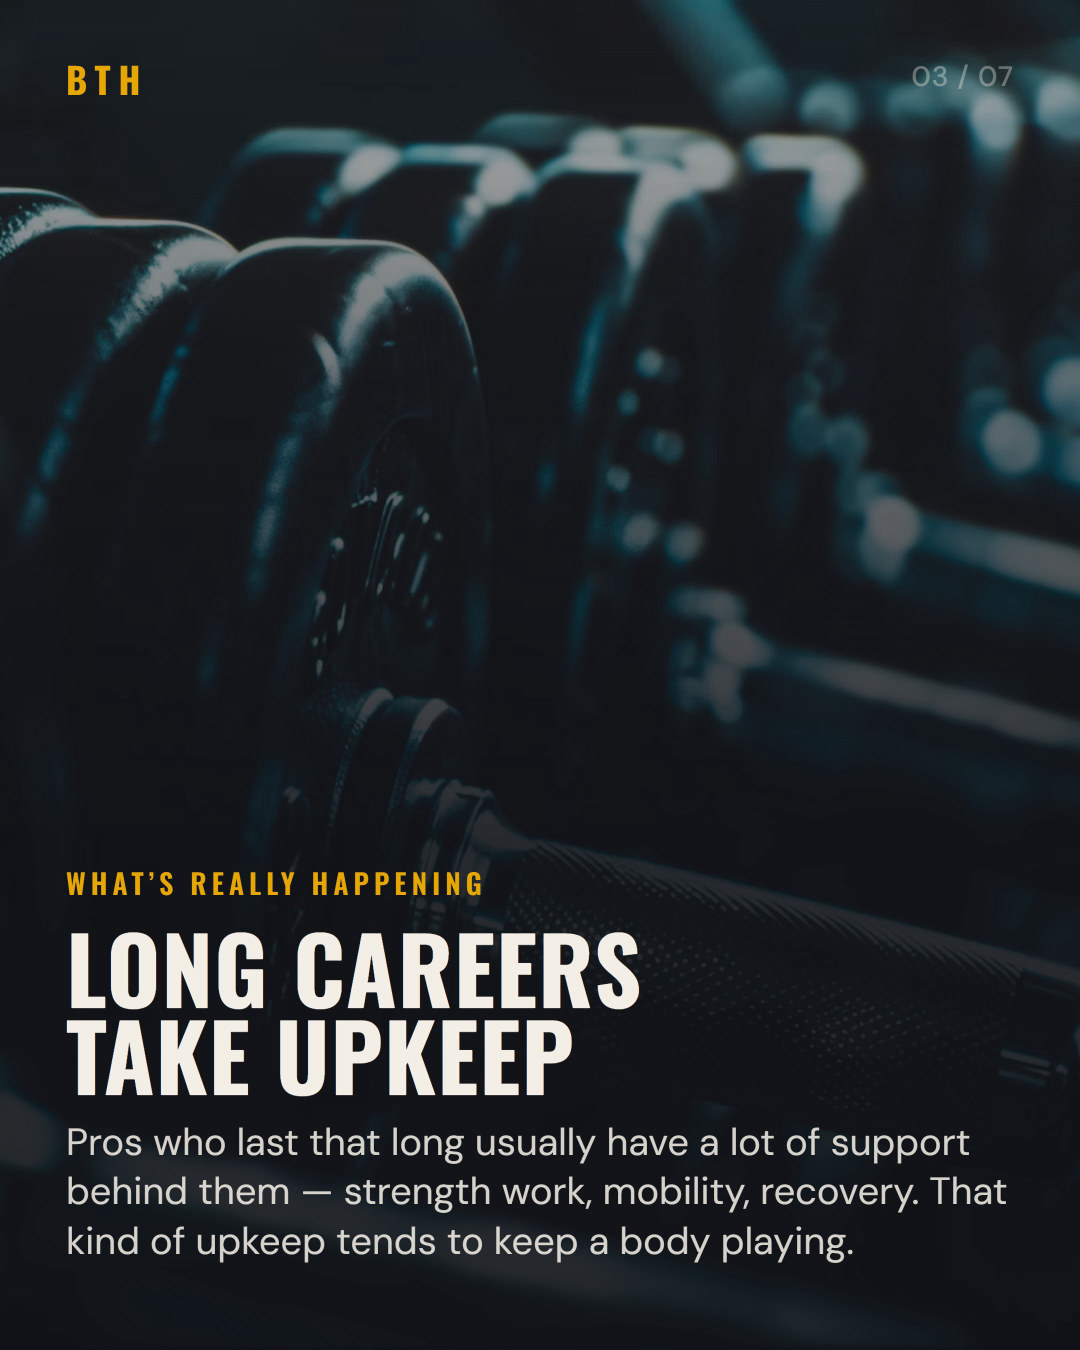 BTH
03 / 07
WHAT’S REALLY HAPPENING
LONG CAREERS
TAKE UPKEEP
Pros who last that long usually have a lot of support
behind them — strength work, mobility, recovery. That
kind of upkeep tends to keep a body playing.